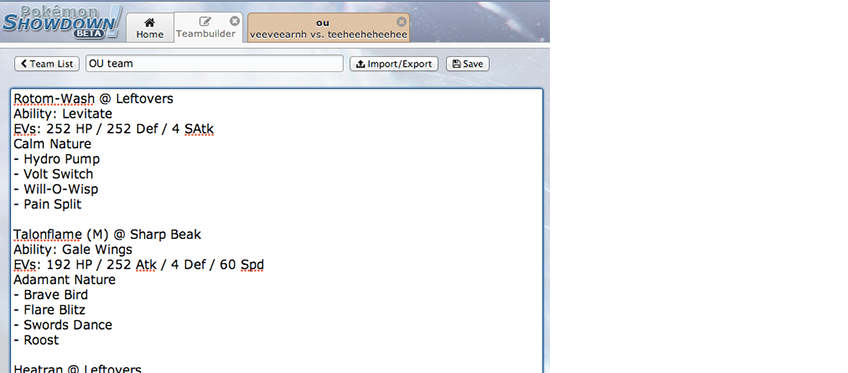 Pokémon
SHOWDOWN!
BETA
Home
Teambuilder
ou
veeveearnh vs. teeheeheheehee
Team List
OU team
Import/Export
Save
Rotom-Wash @ Leftovers
Ability: Levitate
EVs: 252 HP / 252 Def / 4 SAtk
Calm Nature
- Hydro Pump
- Volt Switch
- Will-O-Wisp
- Pain Split
Talonflame (M) @ Sharp Beak
Ability: Gale Wings
EVs: 192 HP / 252 Atk / 4 Def / 60 Spd
Adamant Nature
- Brave Bird
- Flare Blitz
- Swords Dance
- Roost
Heatran @ Leftovers